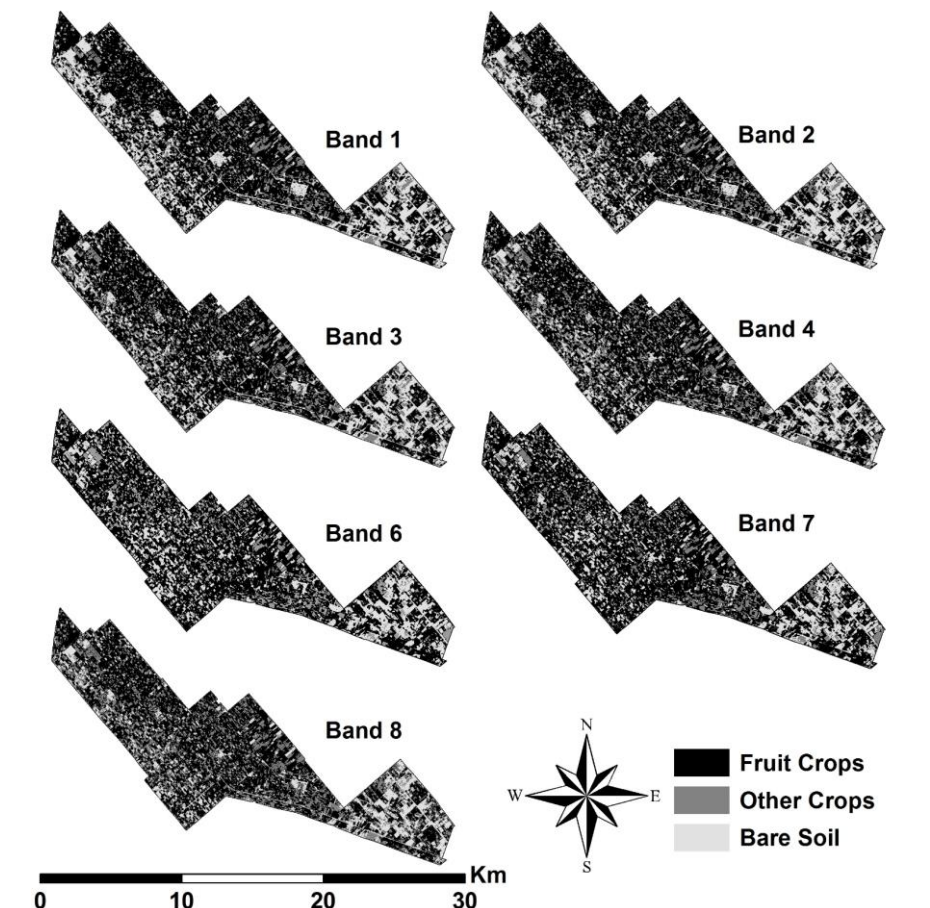 Band 1
Band 2
Band 3
Band 4
Band 6
Band 7
Band 8
N
W E
S
Fruit Crops
Other Crops
Bare Soil
Km
0 10 20 30